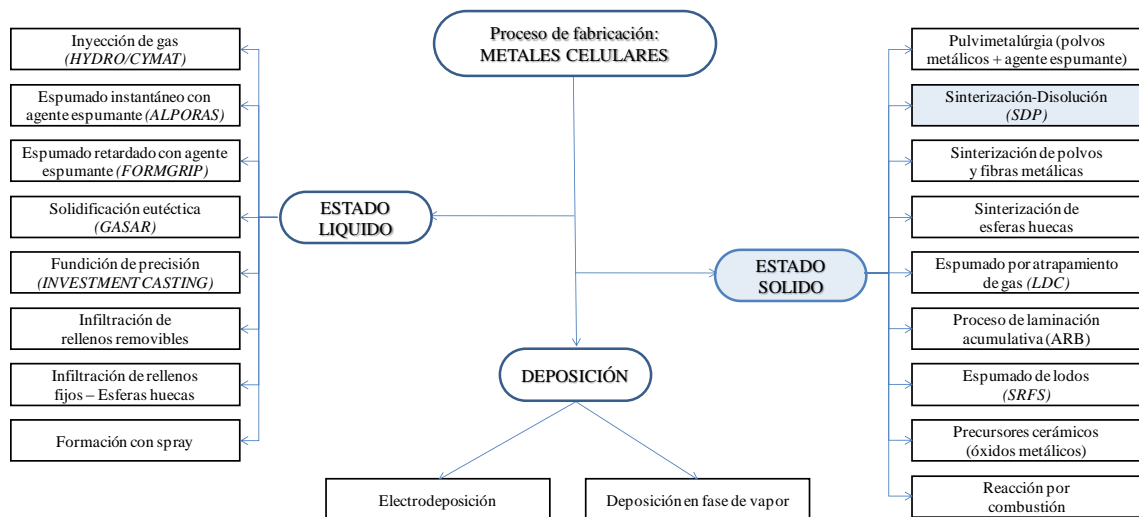 Proceso de fabricación:
METALES CELULARES
Inyección de gas
(HYDRO/CYMAT)
Espumado instantáneo con
agente espumante (ALPORAS)
Espumado retardado con agente
espumante (FORMGRIP)
Solidificación eutéctica
(GASAR)
Fundición de precisión
(INVESTMENT CASTING)
Infiltración de
rellenos removibles
Infiltración de rellenos
fijos – Esferas huecas
Formación con spray
ESTADO
LIQUIDO
DEPOSICIÓN
Electrodeposición
Deposición en fase de vapor
ESTADO
SOLIDO
Pulvimetalúrgia (polvos
metálicos + agente espumante)
Sinterización-Disolución
(SDP)
Sinterización de polvos
y fibras metálicas
Sinterización de
esferas huecas
Espumado por atrapamiento
de gas (LDC)
Proceso de laminación
acumulativa (ARB)
Espumado de lodos
(SRFS)
Precursores cerámicos
(óxidos metálicos)
Reacción por
combustión